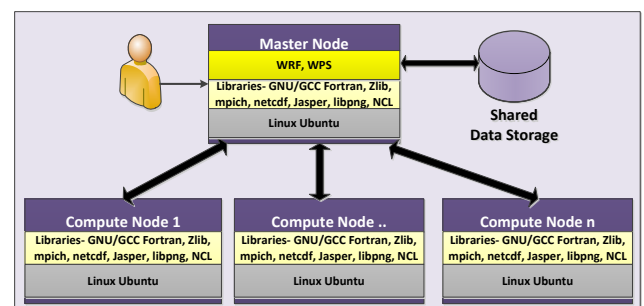 Master Node
WRF, WPS
Libraries- GNU/GCC Fortran, Zlib,
mpich, netcdf, Jasper, libpng, NCL
Linux Ubuntu
Shared
Data Storage
Compute Node 1
Libraries- GNU/GCC Fortran, Zlib,
mpich, netcdf, Jasper, libpng, NCL
Linux Ubuntu
Compute Node ..
Libraries- GNU/GCC Fortran, Zlib,
mpich, netcdf, Jasper, libpng, NCL
Linux Ubuntu
Compute Node n
Libraries- GNU/GCC Fortran, Zlib,
mpich, netcdf, Jasper, libpng, NCL
Linux Ubuntu